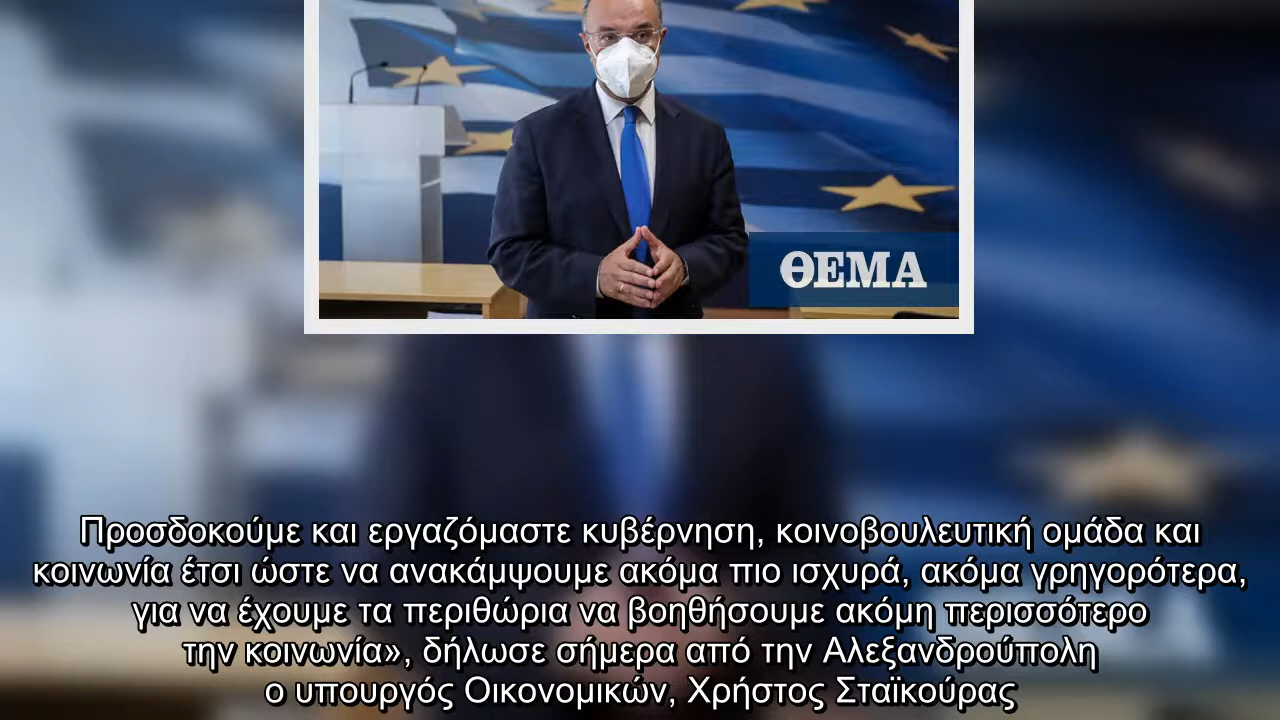 ΘΕΜΑ
Προσδοκούμε και εργαζόμαστε κυβέρνηση, κοινοβουλευτική ομάδα και
κοινωνία έτσι ώστε να ανακάμψουμε ακόμα πιο ισχυρά, ακόμα γρηγορότερα,
για να έχουμε τα περιθώρια να βοηθήσουμε ακόμη περισσότερο
την κοινωνία», δήλωσε σήμερα από την Αλεξανδρούπολη
ο υπουργός Οικονομικών, Χρήστος Σταϊκούρας